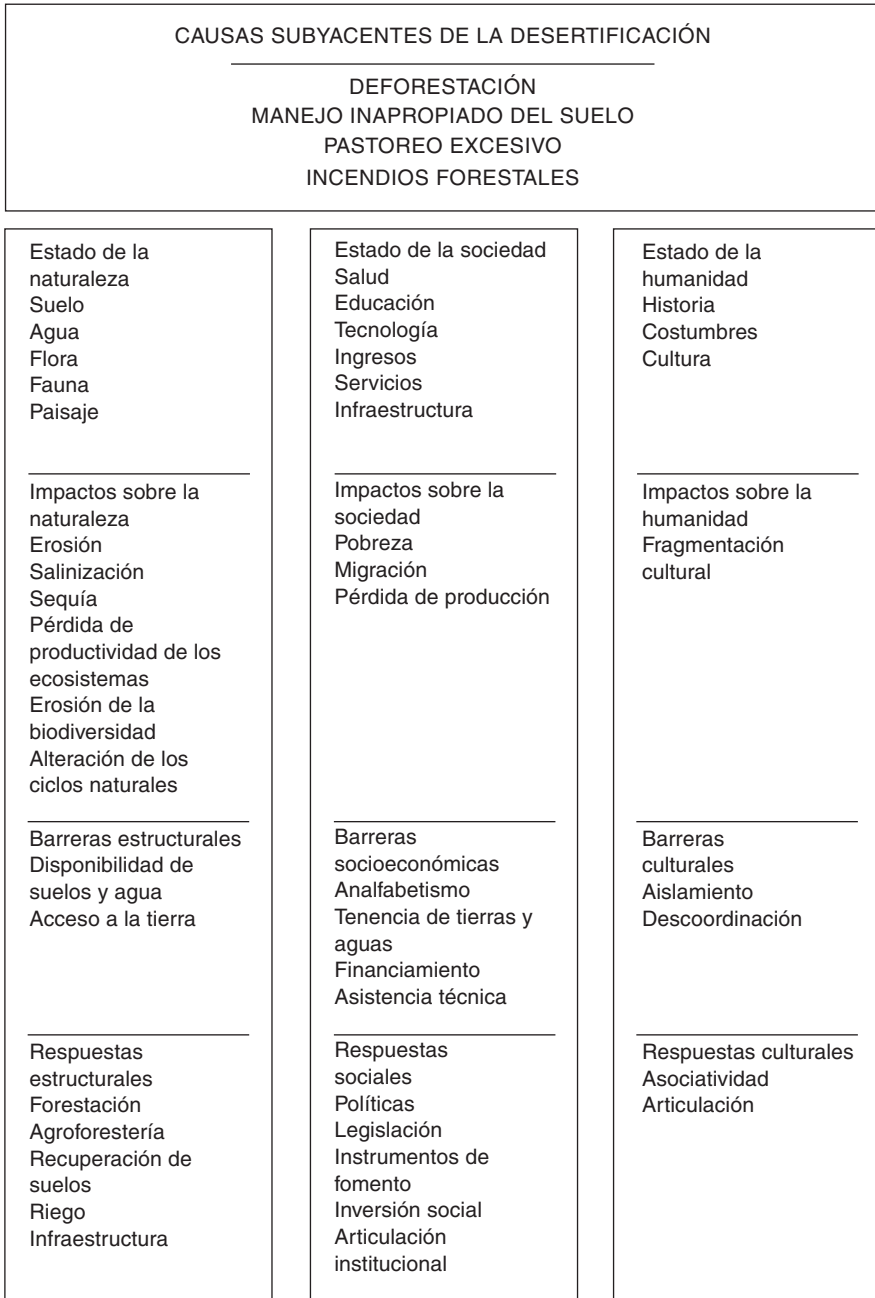 CAUSAS SUBYACENTES DE LA DESERTIFICACIÓN
DEFORESTACIÓN
MANEJO INAPROPIADO DEL SUELO
PASTOREO EXCESIVO
INCENDIOS FORESTALES
Estado de la
naturaleza
Suelo
Agua
Flora
Fauna
Paisaje
Impactos sobre la
naturaleza
Erosión
Salinización
Sequía
Pérdida de
productividad de los
ecosistemas
Erosión de la
biodiversidad
Alteración de los
ciclos naturales
Barreras estructurales
Disponibilidad de
suelos y agua
Acceso a la tierra
Respuestas
estructurales
Forestación
Agroforestería
Recuperación de
suelos
Riego
Infraestructura
Estado de la sociedad
Salud
Educación
Tecnología
Ingresos
Servicios
Infraestructura
Impactos sobre la
sociedad
Pobreza
Migración
Pérdida de producción
Barreras
socioeconómicas
Analfabetismo
Tenencia de tierras y
aguas
Financiamiento
Asistencia técnica
Respuestas
sociales
Políticas
Legislación
Instrumentos de
fomento
Inversión social
Articulación
institucional
Estado de la
humanidad
Historia
Costumbres
Cultura
Impactos sobre la
humanidad
Fragmentación
cultural
Barreras
culturales
Aislamiento
Descoordinación
Respuestas culturales
Asociatividad
Articulación